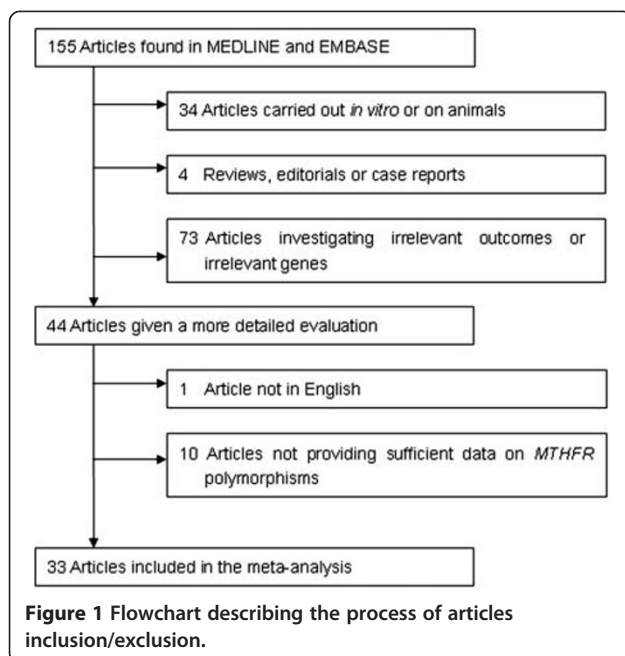 155 Articles found in MEDLINE and EMBASE
34 Articles carried out in vitro or on animals
4 Reviews, editorials or case reports
73 Articles investigating irrelevant outcomes or
irrelevant genes
44 Articles given a more detailed evaluation
1 Article not in English
10 Articles not providing sufficient data on MTHFR
polymorphisms
33 Articles included in the meta-analysis
Figure 1 Flowchart describing the process of articles
inclusion/exclusion.